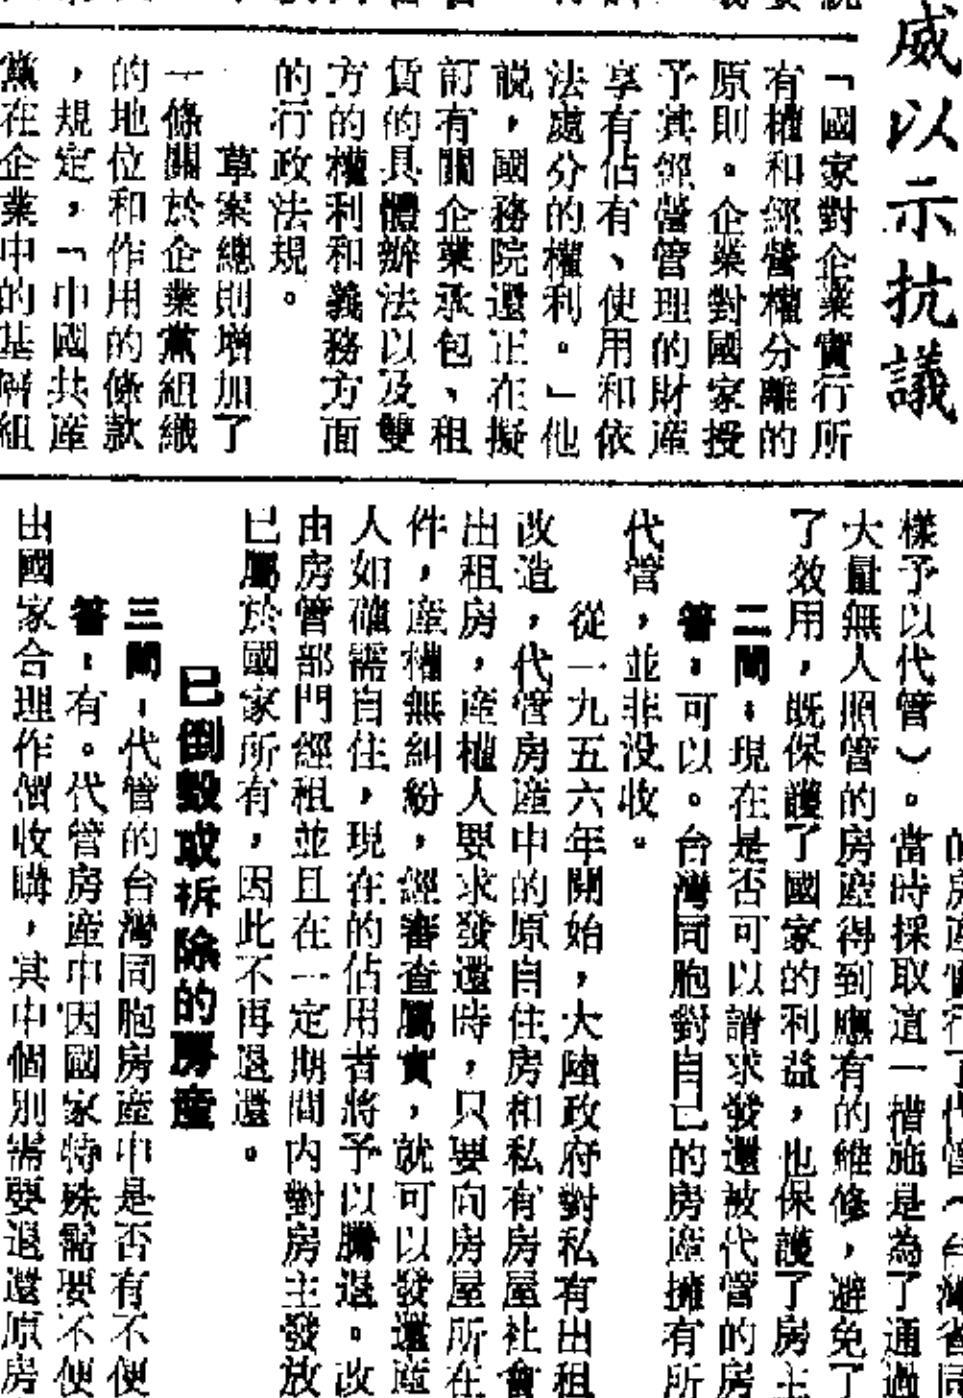 威以示抗議
「國家對企業實行所
有權和經營權分離的
原則。企業對國家授
予其經營管理的財產
享有佔有、使用和依
法處分的權利。」他
説，國務院還正在擬
訂有關企業承包、租
賃的具體辦法以及雙
方的權利和義務方面
的行政法規。
草案總則增加了
一條關於企業黨組織
的地位和作用的條款
，規定，「中國共產
黨在企業中的基層組
的房產實行了代管（台灣省同
樣予以代管）。當時採取這一措施是為了通過
大量無人照管的房產得到應有的維修，避免了
了效用，既保護了國家的利益，也保護了房主
二問：現在是否可以請求發還被代管的房
答：可以。台灣同胞對自己的房產擁有所
代管，並非没收。
從一九五六年開始，大陸政府對私有出租
改造，代管房產中的原自住房和私有房屋社會
出租房，產權人要求發還時，只要向房屋所在
件，產權無糾紛，經審查屬實，就可以發還產
人如確需自住，現在的佔用者將予以騰退。改
由房管部門經租並且在一定期間内對房主發放
已屬於國家所有，因此不再退還。
已倒毀或拆除的房產
三問：代管的台灣同胞房產中是否有不便
答：有。代管房產中因國家特殊需要不便
由國家合理作價收購，其中個別需要退還原房